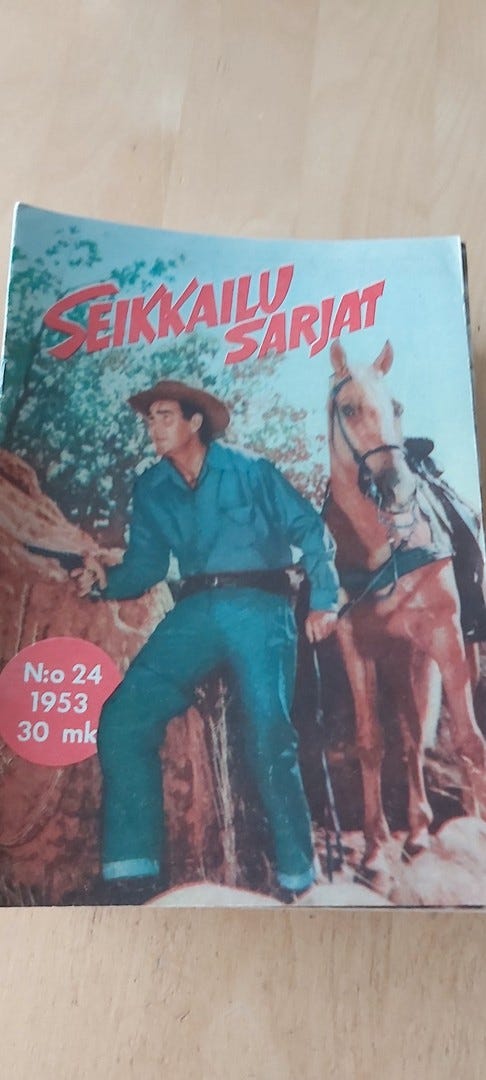 SEIKKAILU
SARJAT
N:o 24
1953
30 mk